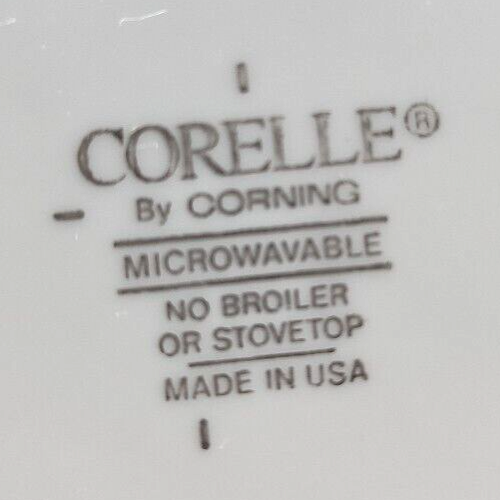 CORELLE®
By CORNING
MICROWAVABLE
NO BROILER
OR STOVETOP
MADE IN USA